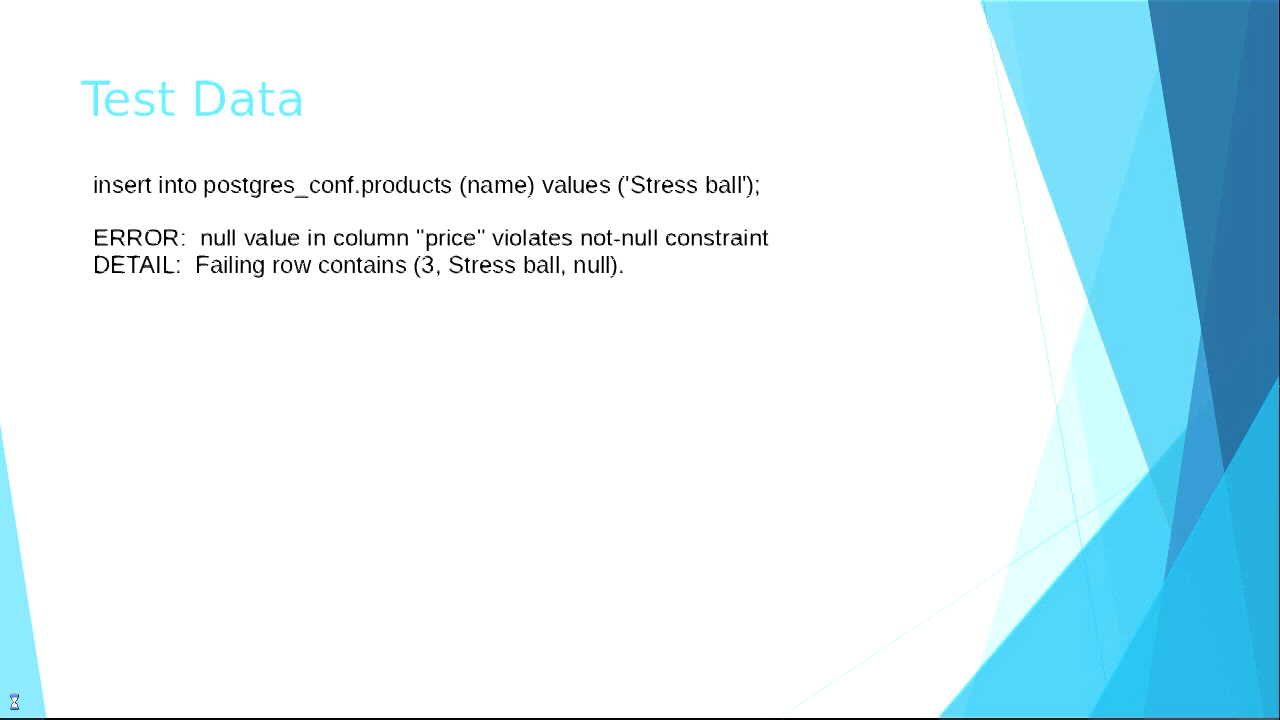 Test Data
insert into postgres_conf.products (name) values ('Stress ball');
ERROR:  null value in column "price" violates not-null constraint
DETAIL:  Failing row contains (3, Stress ball, null).